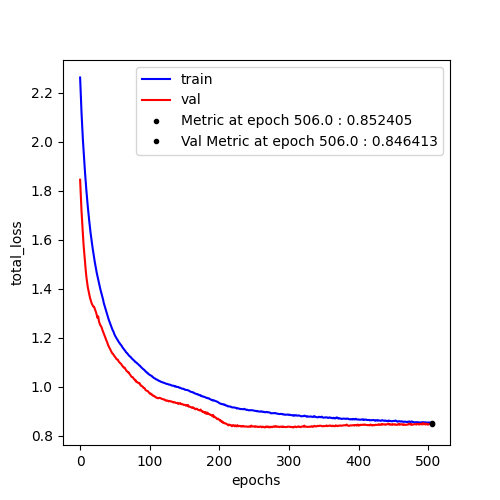 train
val
Metric at epoch 506.0 : 0.852405
Val Metric at epoch 506.0 : 0.846413
2.2
2.0
1.8
1.6
1.4
1.2
1.0
0.8
total_loss
0 100 200 300 400 500
epochs